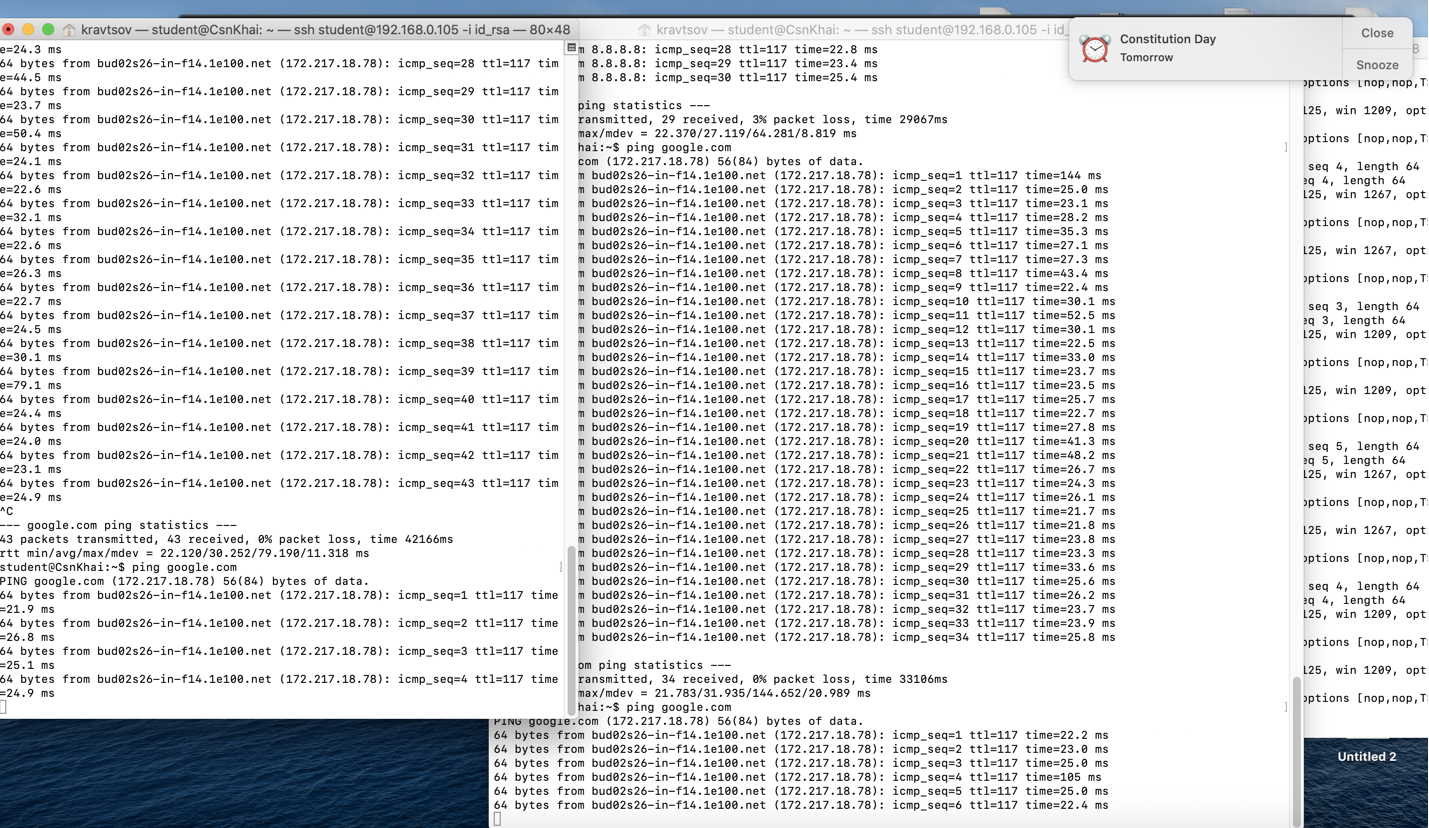 kravtsov — student@CsnKhai: ~ — ssh student@192.168.0.105 -i id_rsa — 80×48
e=24.3 ms
64 bytes from bud02s26-in-f14.1e100.net (172.217.18.78): icmp_seq=28 ttl=117 tim
e=44.5 ms
64 bytes from bud02s26-in-f14.1e100.net (172.217.18.78): icmp_seq=29 ttl=117 tim
e=23.7 ms
64 bytes from bud02s26-in-f14.1e100.net (172.217.18.78): icmp_seq=30 ttl=117 tim
e=50.4 ms
64 bytes from bud02s26-in-f14.1e100.net (172.217.18.78): icmp_seq=31 ttl=117 tim
e=24.1 ms
64 bytes from bud02s26-in-f14.1e100.net (172.217.18.78): icmp_seq=32 ttl=117 tim
e=22.6 ms
64 bytes from bud02s26-in-f14.1e100.net (172.217.18.78): icmp_seq=33 ttl=117 tim
e=32.1 ms
64 bytes from bud02s26-in-f14.1e100.net (172.217.18.78): icmp_seq=34 ttl=117 tim
e=22.6 ms
64 bytes from bud02s26-in-f14.1e100.net (172.217.18.78): icmp_seq=35 ttl=117 tim
e=26.3 ms
64 bytes from bud02s26-in-f14.1e100.net (172.217.18.78): icmp_seq=36 ttl=117 tim
e=22.7 ms
64 bytes from bud02s26-in-f14.1e100.net (172.217.18.78): icmp_seq=37 ttl=117 tim
e=24.5 ms
64 bytes from bud02s26-in-f14.1e100.net (172.217.18.78): icmp_seq=38 ttl=117 tim
e=30.1 ms
64 bytes from bud02s26-in-f14.1e100.net (172.217.18.78): icmp_seq=39 ttl=117 tim
e=79.1 ms
64 bytes from bud02s26-in-f14.1e100.net (172.217.18.78): icmp_seq=40 ttl=117 tim
e=24.4 ms
64 bytes from bud02s26-in-f14.1e100.net (172.217.18.78): icmp_seq=41 ttl=117 tim
e=24.0 ms
64 bytes from bud02s26-in-f14.1e100.net (172.217.18.78): icmp_seq=42 ttl=117 tim
e=23.1 ms
64 bytes from bud02s26-in-f14.1e100.net (172.217.18.78): icmp_seq=43 ttl=117 tim
e=24.9 ms
^C
--- google.com ping statistics ---
43 packets transmitted, 43 received, 0% packet loss, time 42166ms
rtt min/avg/max/mdev = 22.120/30.252/79.190/11.318 ms
student@CsnKhai:~$ ping google.com
PING google.com (172.217.18.78) 56(84) bytes of data.
64 bytes from bud02s26-in-f14.1e100.net (172.217.18.78): icmp_seq=1 ttl=117 time
=21.9 ms
64 bytes from bud02s26-in-f14.1e100.net (172.217.18.78): icmp_seq=2 ttl=117 time
=26.8 ms
64 bytes from bud02s26-in-f14.1e100.net (172.217.18.78): icmp_seq=3 ttl=117 time
=25.1 ms
64 bytes from bud02s26-in-f14.1e100.net (172.217.18.78): icmp_seq=4 ttl=117 time
=24.9 ms
kravtsov — student@CsnKhai: ~ — ssh student@192.168.0.105 -i id_
m 8.8.8.8: icmp_seq=28 ttl=117 time=22.8 ms
m 8.8.8.8: icmp_seq=29 ttl=117 time=23.4 ms
m 8.8.8.8: icmp_seq=30 ttl=117 time=25.4 ms
ping statistics ---
ransmitted, 29 received, 3% packet loss, time 29067ms
max/mdev = 22.370/27.119/64.281/8.819 ms
hai:~$ ping google.com
com (172.217.18.78) 56(84) bytes of data.
m bud02s26-in-f14.1e100.net (172.217.18.78): icmp_seq=1 ttl=117 time=144 ms
m bud02s26-in-f14.1e100.net (172.217.18.78): icmp_seq=2 ttl=117 time=25.0 ms
m bud02s26-in-f14.1e100.net (172.217.18.78): icmp_seq=3 ttl=117 time=23.1 ms
m bud02s26-in-f14.1e100.net (172.217.18.78): icmp_seq=4 ttl=117 time=28.2 ms
m bud02s26-in-f14.1e100.net (172.217.18.78): icmp_seq=5 ttl=117 time=35.3 ms
m bud02s26-in-f14.1e100.net (172.217.18.78): icmp_seq=6 ttl=117 time=27.1 ms
m bud02s26-in-f14.1e100.net (172.217.18.78): icmp_seq=7 ttl=117 time=27.3 ms
m bud02s26-in-f14.1e100.net (172.217.18.78): icmp_seq=8 ttl=117 time=43.4 ms
m bud02s26-in-f14.1e100.net (172.217.18.78): icmp_seq=9 ttl=117 time=22.4 ms
m bud02s26-in-f14.1e100.net (172.217.18.78): icmp_seq=10 ttl=117 time=30.1 ms
m bud02s26-in-f14.1e100.net (172.217.18.78): icmp_seq=11 ttl=117 time=52.5 ms
m bud02s26-in-f14.1e100.net (172.217.18.78): icmp_seq=12 ttl=117 time=30.1 ms
m bud02s26-in-f14.1e100.net (172.217.18.78): icmp_seq=13 ttl=117 time=22.5 ms
m bud02s26-in-f14.1e100.net (172.217.18.78): icmp_seq=14 ttl=117 time=33.0 ms
m bud02s26-in-f14.1e100.net (172.217.18.78): icmp_seq=15 ttl=117 time=23.7 ms
m bud02s26-in-f14.1e100.net (172.217.18.78): icmp_seq=16 ttl=117 time=23.5 ms
m bud02s26-in-f14.1e100.net (172.217.18.78): icmp_seq=17 ttl=117 time=25.7 ms
m bud02s26-in-f14.1e100.net (172.217.18.78): icmp_seq=18 ttl=117 time=22.7 ms
m bud02s26-in-f14.1e100.net (172.217.18.78): icmp_seq=19 ttl=117 time=27.8 ms
m bud02s26-in-f14.1e100.net (172.217.18.78): icmp_seq=20 ttl=117 time=41.3 ms
m bud02s26-in-f14.1e100.net (172.217.18.78): icmp_seq=21 ttl=117 time=48.2 ms
m bud02s26-in-f14.1e100.net (172.217.18.78): icmp_seq=22 ttl=117 time=26.7 ms
m bud02s26-in-f14.1e100.net (172.217.18.78): icmp_seq=23 ttl=117 time=24.3 ms
m bud02s26-in-f14.1e100.net (172.217.18.78): icmp_seq=24 ttl=117 time=26.1 ms
m bud02s26-in-f14.1e100.net (172.217.18.78): icmp_seq=25 ttl=117 time=21.7 ms
m bud02s26-in-f14.1e100.net (172.217.18.78): icmp_seq=26 ttl=117 time=21.8 ms
m bud02s26-in-f14.1e100.net (172.217.18.78): icmp_seq=27 ttl=117 time=23.8 ms
m bud02s26-in-f14.1e100.net (172.217.18.78): icmp_seq=28 ttl=117 time=23.3 ms
m bud02s26-in-f14.1e100.net (172.217.18.78): icmp_seq=29 ttl=117 time=33.6 ms
m bud02s26-in-f14.1e100.net (172.217.18.78): icmp_seq=30 ttl=117 time=25.6 ms
m bud02s26-in-f14.1e100.net (172.217.18.78): icmp_seq=31 ttl=117 time=26.2 ms
m bud02s26-in-f14.1e100.net (172.217.18.78): icmp_seq=32 ttl=117 time=23.7 ms
m bud02s26-in-f14.1e100.net (172.217.18.78): icmp_seq=33 ttl=117 time=23.9 ms
m bud02s26-in-f14.1e100.net (172.217.18.78): icmp_seq=34 ttl=117 time=25.8 ms
om ping statistics ---
ransmitted, 34 received, 0% packet loss, time 33106ms
max/mdev = 21.783/31.935/144.652/20.989 ms
hai:~$ ping google.com
PING google.com (172.217.18.78) 56(84) bytes of data.
64 bytes from bud02s26-in-f14.1e100.net (172.217.18.78): icmp_seq=1 ttl=117 time=22.2 ms
64 bytes from bud02s26-in-f14.1e100.net (172.217.18.78): icmp_seq=2 ttl=117 time=23.0 ms
64 bytes from bud02s26-in-f14.1e100.net (172.217.18.78): icmp_seq=3 ttl=117 time=25.0 ms
64 bytes from bud02s26-in-f14.1e100.net (172.217.18.78): icmp_seq=4 ttl=117 time=105 ms
64 bytes from bud02s26-in-f14.1e100.net (172.217.18.78): icmp_seq=5 ttl=117 time=25.0 ms
64 bytes from bud02s26-in-f14.1e100.net (172.217.18.78): icmp_seq=6 ttl=117 time=22.4 ms
Constitution Day
Tomorrow
Close
Snooze
options [nop,nop,T
125, win 1209, opt
options [nop,nop,T
seq 4, length 64
eq 4, length 64
125, win 1267, opt
options [nop,nop,T
125, win 1267, opt
options [nop,nop,T
seq 3, length 64
eq 3, length 64
125, win 1209, opt
options [nop,nop,T
125, win 1209, opt
options [nop,nop,T
seq 5, length 64
eq 5, length 64
125, win 1267, opt
options [nop,nop,T
125, win 1267, opt
options [nop,nop,T
seq 4, length 64
eq 4, length 64
125, win 1209, opt
options [nop,nop,T
125, win 1209, opt
options [nop,nop,T
Untitled 2